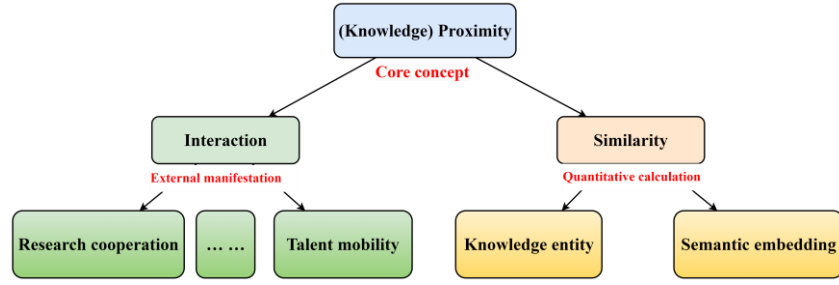 (Knowledge) Proximity
Core concept
Interaction
Similarity
External manifestation
Quantitative calculation
Research cooperation
... ...
Talent mobility
Knowledge entity
Semantic embedding